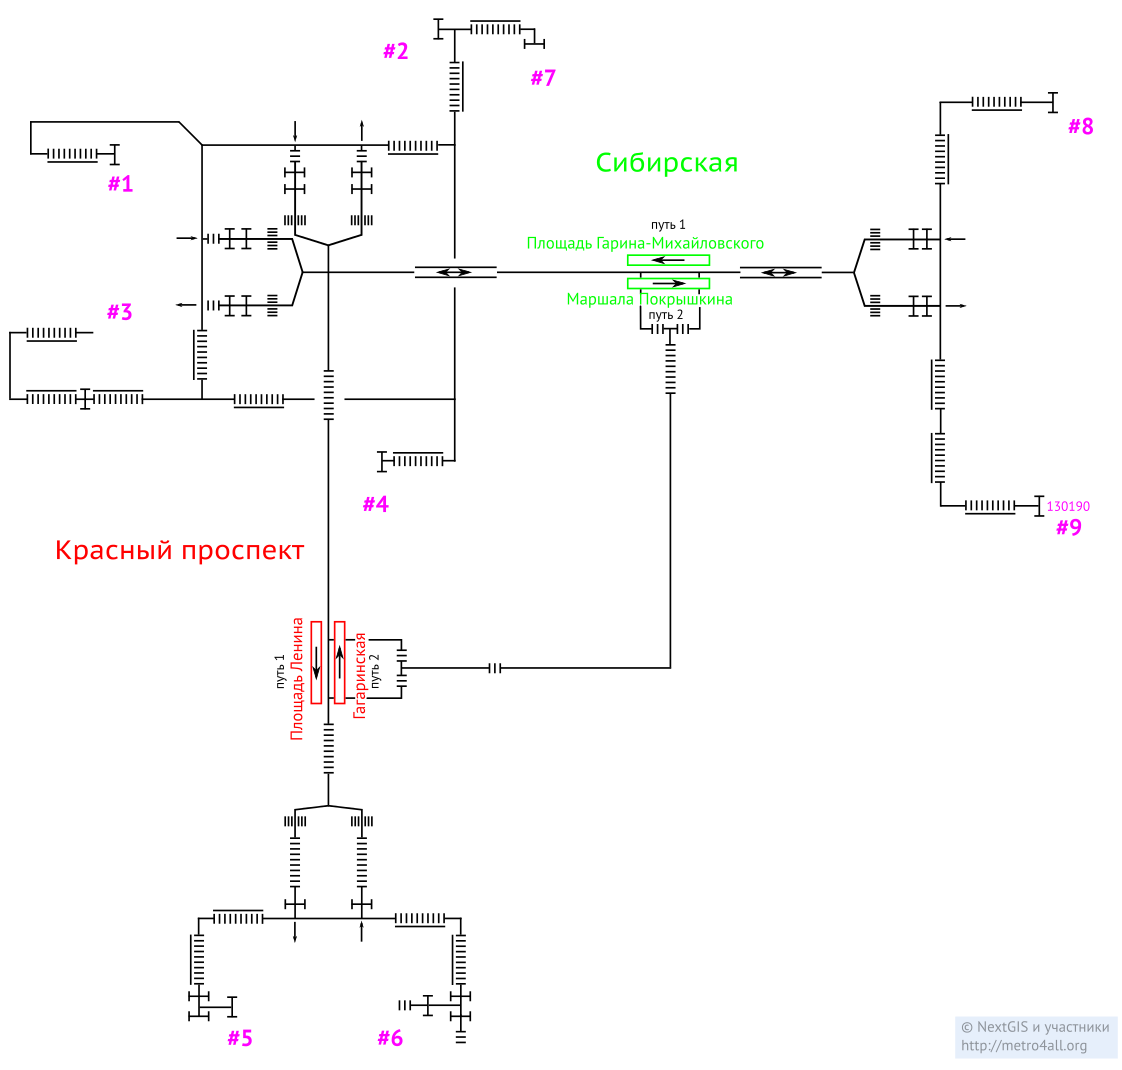 #2
#7
#8
#1
Сибирская
путь 1
Площадь Гарина-Михайловского
Маршала Покрышкина
путь 2
#3
#4
130190
#9
Красный проспект
путь 1
Площадь Ленина
Гагаринская
путь 2
#5
#6
© NextGIS и участники
http://metro4all.org